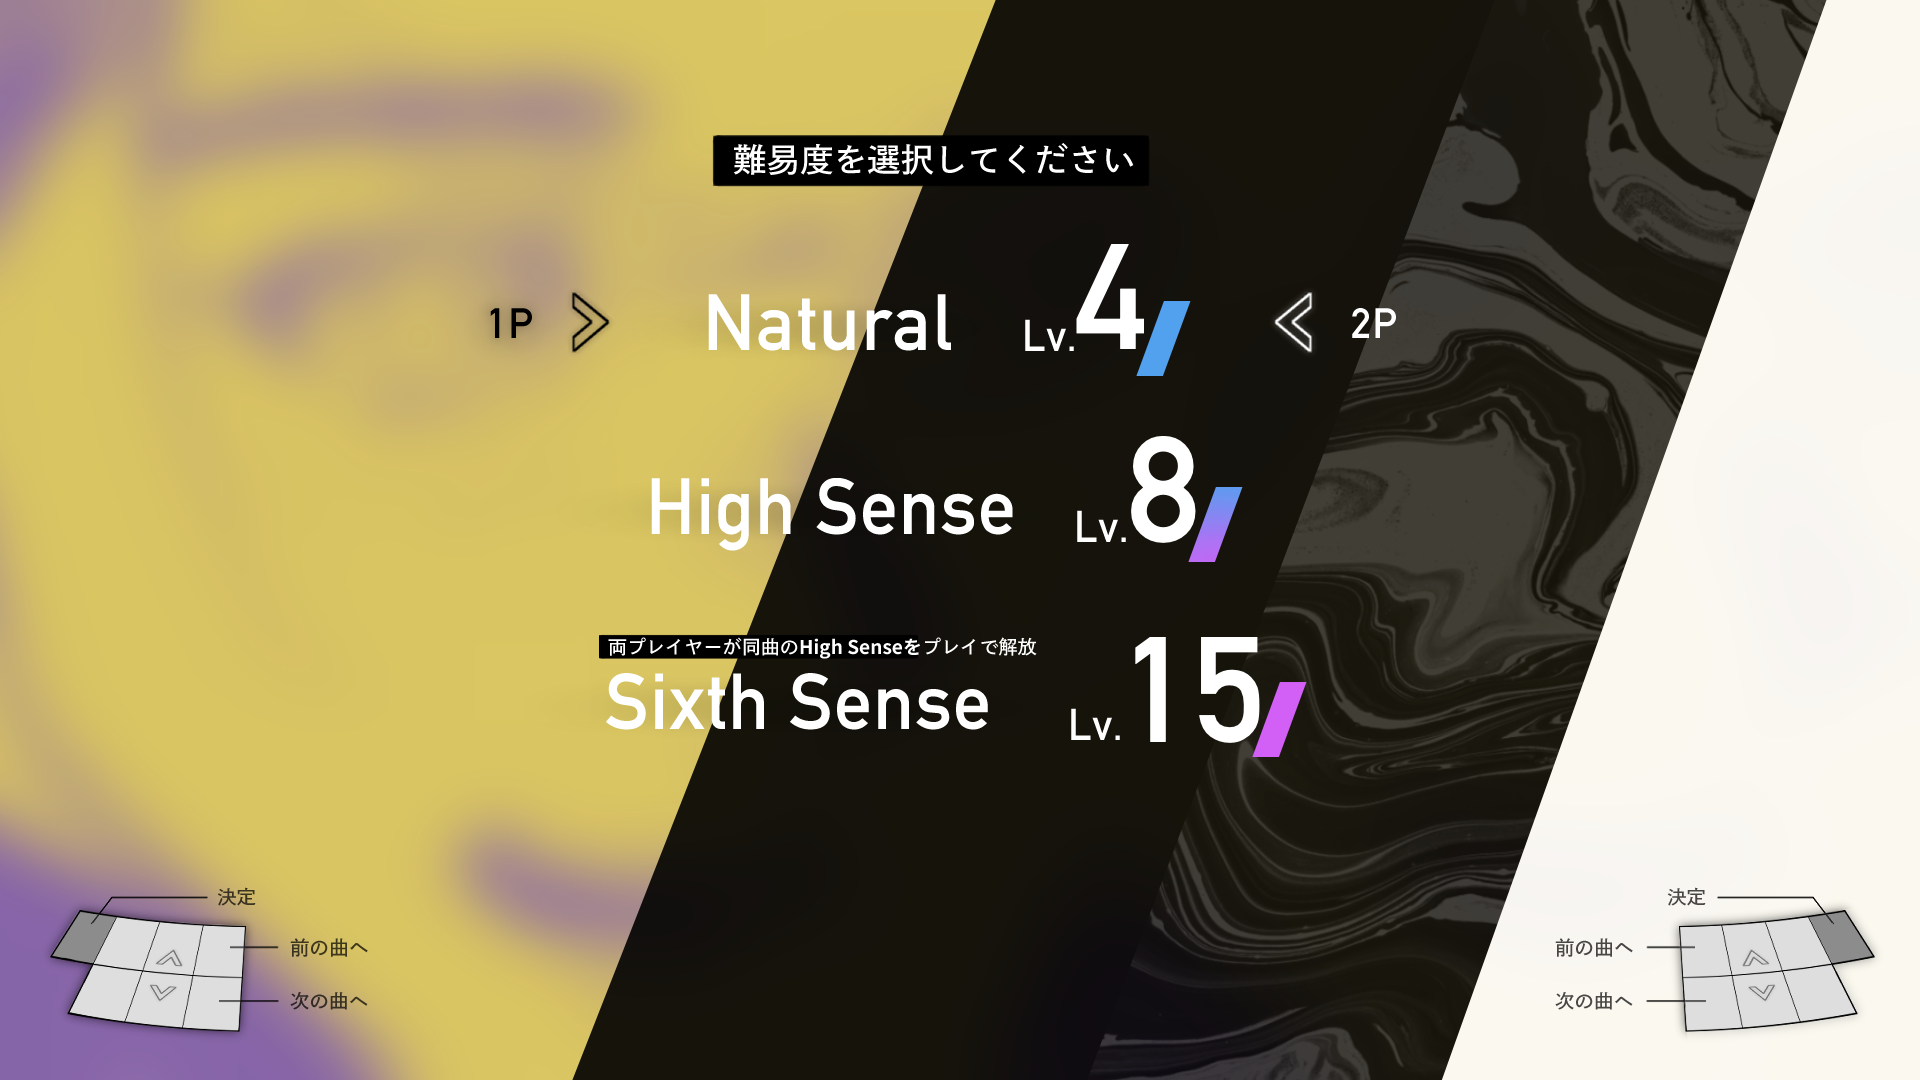 難易度を選択してください
1P
Natural Lv.4
2P
High Sense Lv.8
両プレイヤーが同曲のHigh Senseをプレイで解放
Sixth Sense Lv.15
決定
前の曲へ
次の曲へ
決定
前の曲へ
次の曲へ